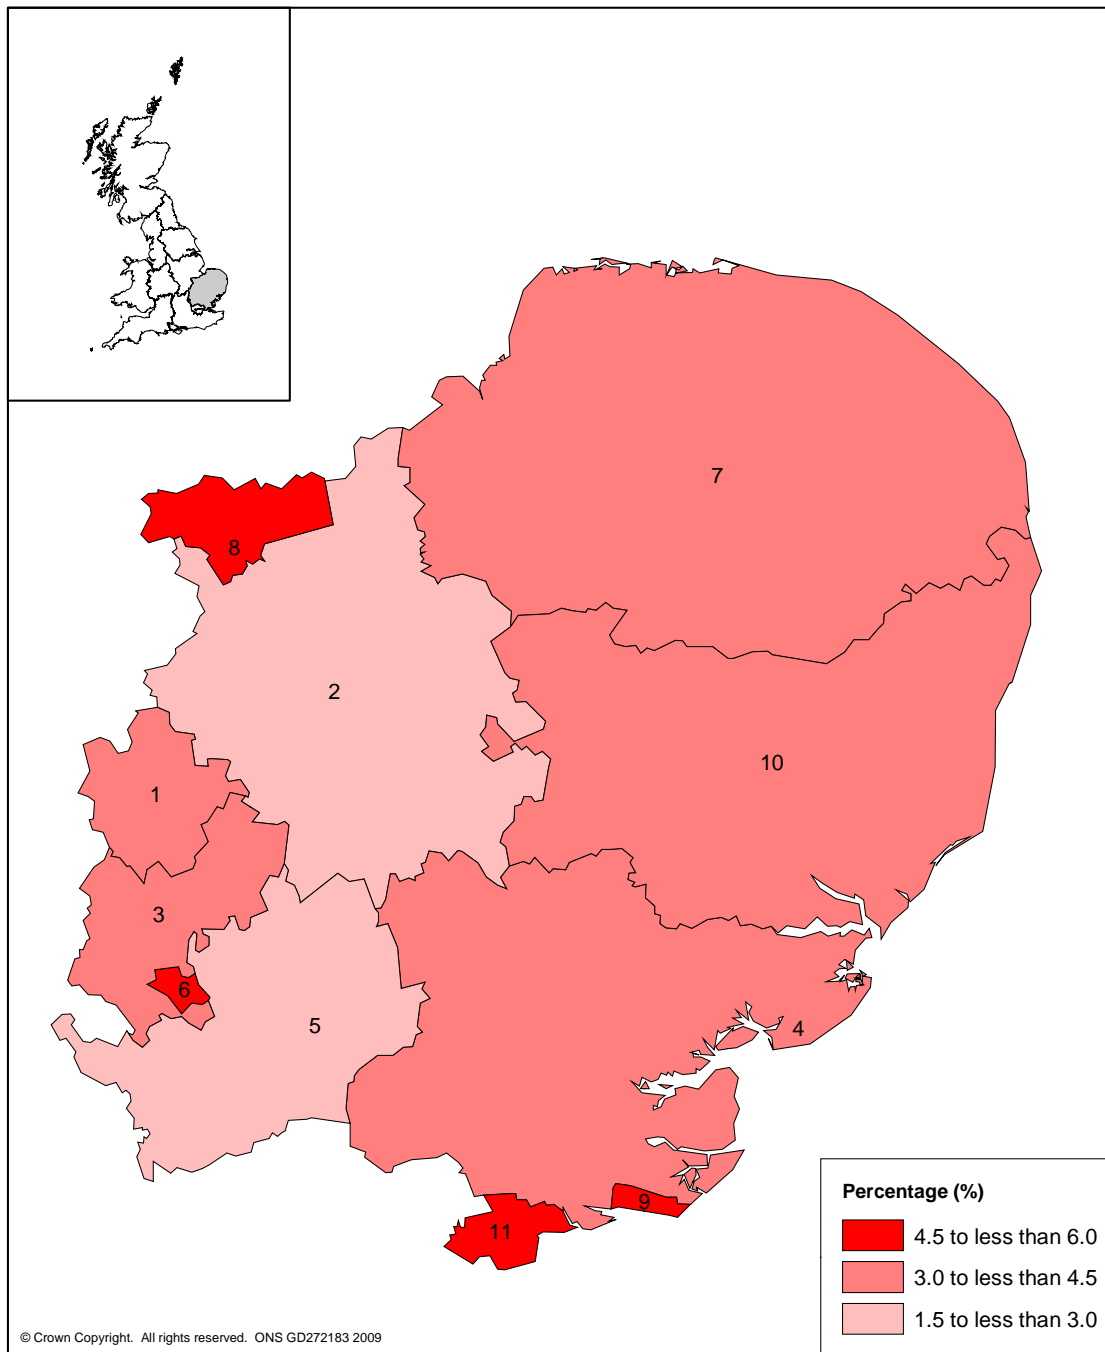 7
8
2
10
1
3
6
5
4
9
11
Percentage (%)
4.5 to less than 6.0
3.0 to less than 4.5
1.5 to less than 3.0
© Crown Copyright. All rights reserved. ONS GD272183 2009